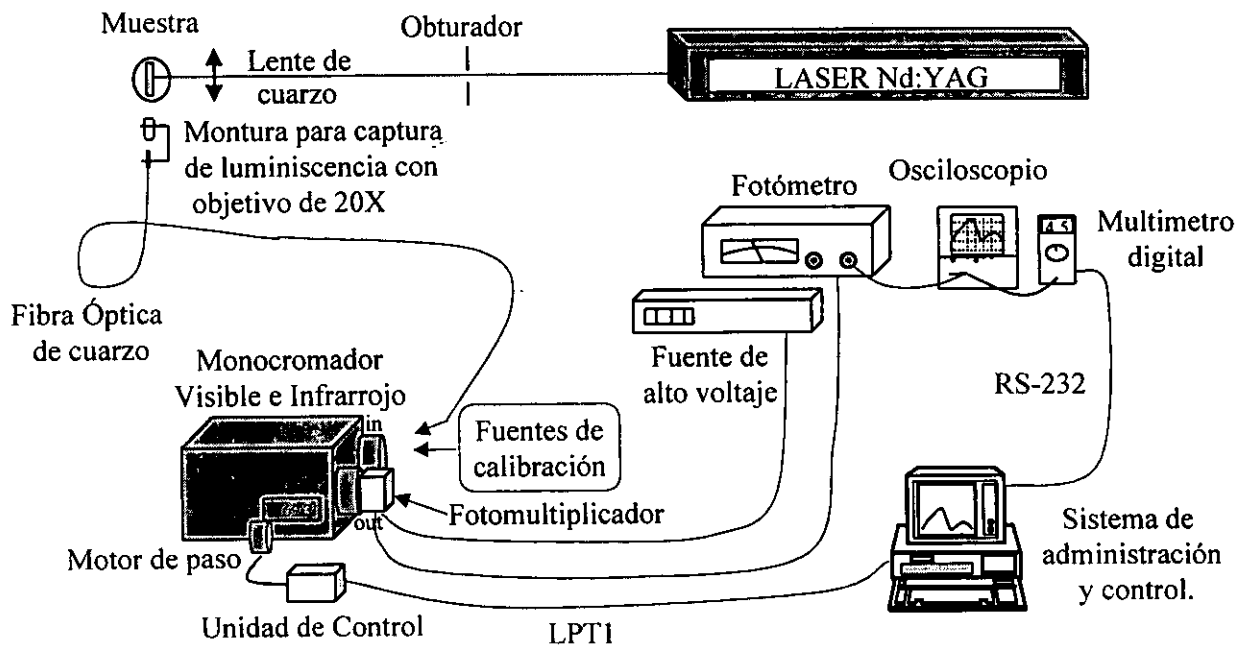 Muestra
Obturador
Lente de
cuarzo
LASER Nd:YAG
Montura para captura
de luminiscencia con
objetivo de 20X
Fotómetro
Osciloscopio
4.5
Multimetro
digital
Fibra Óptica
de cuarzo
Fuente de
alto voltaje
RS-232
Monocromador
Visible e Infrarrojo
in
Fuentes de
calibración
out
Fotomultiplicador
Motor de paso
Sistema de
administración
y control.
Unidad de Control
LPT1